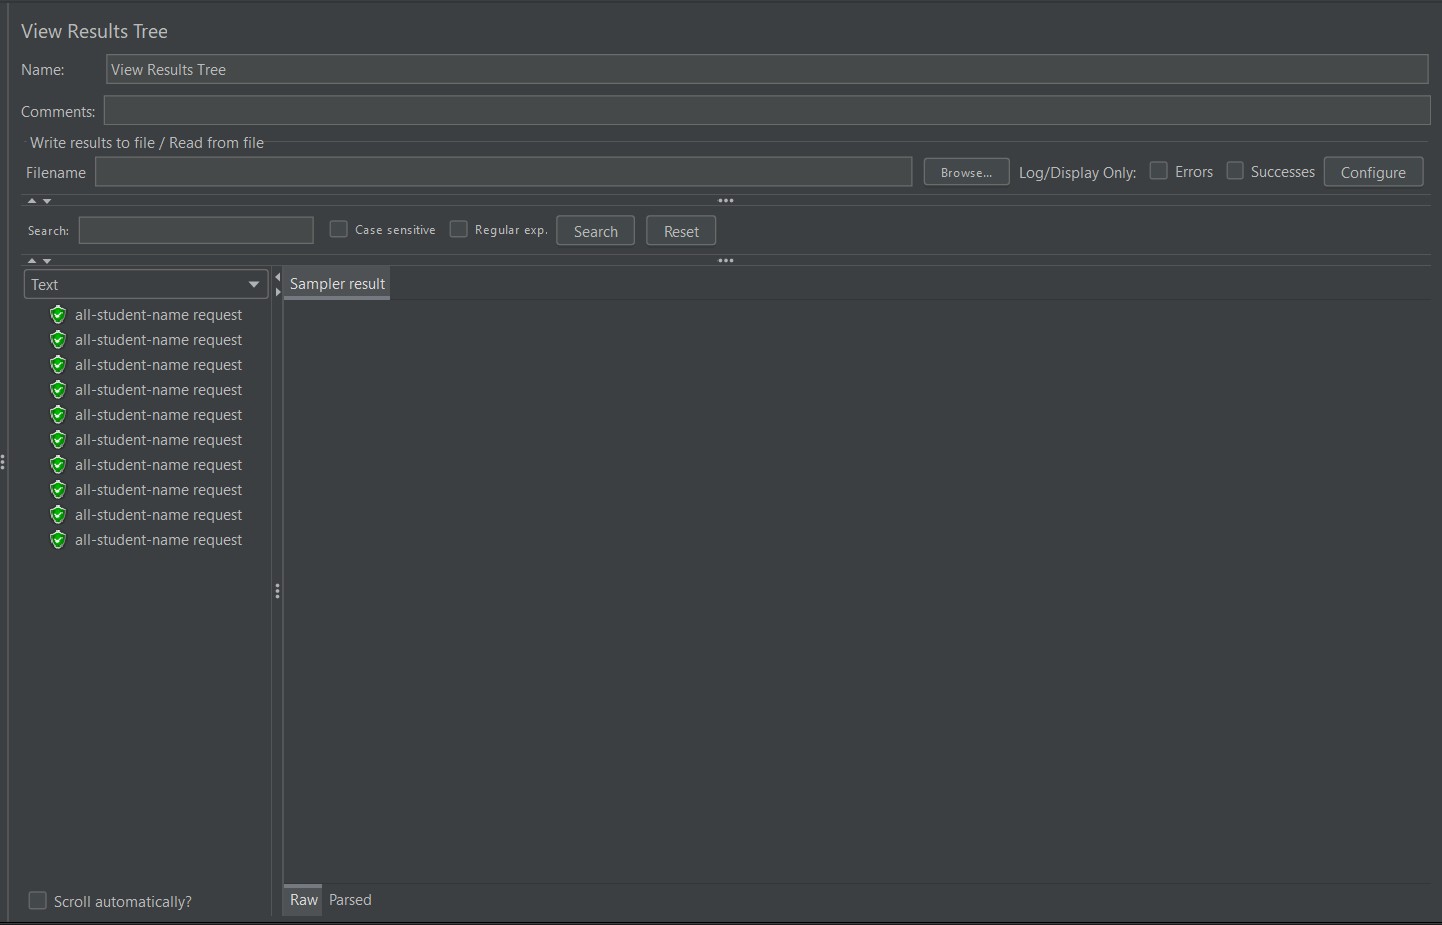 View Results Tree
Name: View Results Tree
Comments:
Write results to file / Read from file
Filename Browse... Log/Display Only: Errors Successes Configure
Search: Case sensitive Regular exp. Search Reset
Text Sampler result
all-student-name request
all-student-name request
all-student-name request
all-student-name request
all-student-name request
all-student-name request
all-student-name request
all-student-name request
all-student-name request
all-student-name request
Scroll automatically? Raw Parsed